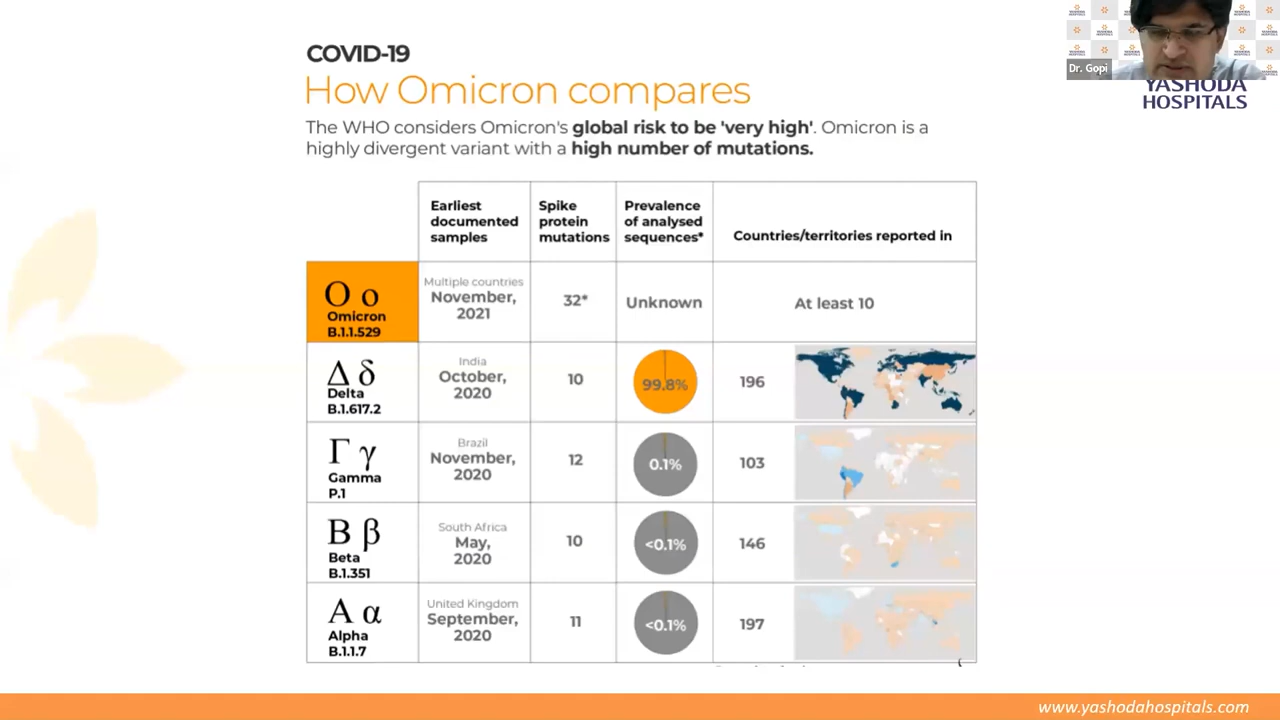 COVID-19
How Omicron compares
The WHO considers Omicron's global risk to be 'very high'. Omicron is a
highly divergent variant with a high number of mutations.
Dr. Gopi
YASHODA
HOSPITALS
Earliest
documented
samples
Spike
protein
mutations
Prevalence
of analysed
sequences*
Countries/territories reported in
Ο ο
Omicron
B.1.1.529
Multiple countries
November,
2021
32*
Unknown
At least 10
Δ δ
Delta
B.1.617.2
India
October,
2020
10
99.8%
196
Γ γ
Gamma
P.1
Brazil
November,
2020
12
0.1%
103
Β β
Beta
B.1.351
South Africa
May,
2020
10
<0.1%
146
Α α
Alpha
B.1.1.7
United Kingdom
September,
2020
11
<0.1%
197
www.yashodahospitals.com